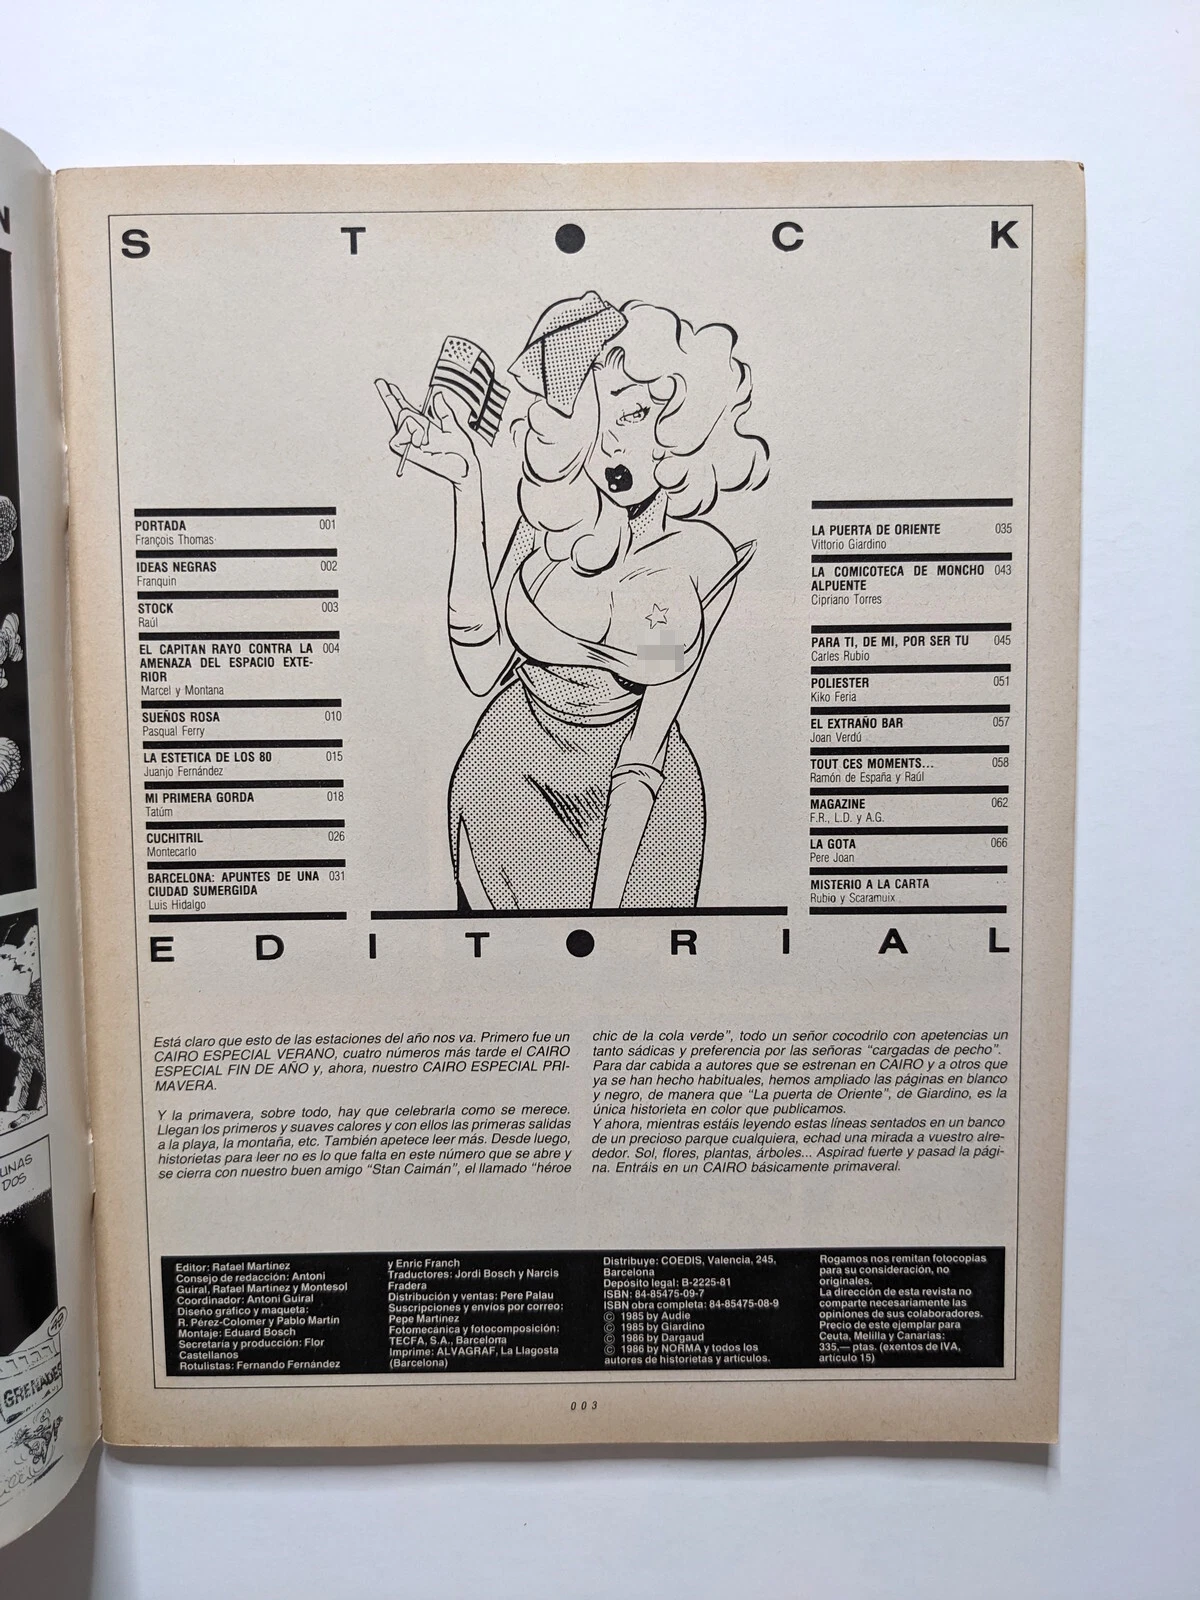 S T O C K
PORTADA 001
François Thomas
IDEAS NEGRAS 002
Franquin
STOCK 003
Raúl
EL CAPITAN RAYO CONTRA LA 004
AMENAZA DEL ESPACIO EXTE-
RIOR
Marcel y Montana
SUEÑOS ROSA 010
Pasqual Ferry
LA ESTETICA DE LOS 80 015
Juanjo Fernández
MI PRIMERA GORDA 018
Tatúm
CUCHITRIL 026
Montecarlo
BARCELONA: APUNTES DE UNA 031
CIUDAD SUMERGIDA
Luis Hidalgo
LA PUERTA DE ORIENTE 035
Vittorio Giardino
LA COMICOTECA DE MONCHO 043
ALPUENTE
Cipriano Torres
PARA TI, DE MI, POR SER TU 045
Carles Rubio
POLIESTER 051
Kiko Feria
EL EXTRAÑO BAR 057
Joan Verdú
TOUT CES MOMENTS... 058
Ramón de España y Raúl
MAGAZINE 062
F.R., L.D. y A.G.
LA GOTA 066
Pere Joan
MISTERIO A LA CARTA
Rubio y Scaramuix
E D I T O R I A L
Está claro que esto de las estaciones del año nos va. Primero fue un
CAIRO ESPECIAL VERANO, cuatro números más tarde el CAIRO
ESPECIAL FIN DE AÑO y, ahora, nuestro CAIRO ESPECIAL PRI-
MAVERA.
Y la primavera, sobre todo, hay que celebrarla como se merece.
Llegan los primeros y suaves calores y con ellos las primeras salidas
a la playa, la montaña, etc. También apetece leer más. Desde luego,
historietas para leer no es lo que falta en este número que se abre y
se cierra con nuestro buen amigo "Stan Caimán", el llamado "héroe
chic de la cola verde", todo un señor cocodrilo con apetencias un
tanto sádicas y preferencia por las señoras "cargadas de pecho".
Para dar cabida a autores que se estrenan en CAIRO y a otros que
ya se han hecho habituales, hemos ampliado las páginas en blanco
y negro, de manera que "La puerta de Oriente", de Giardino, es la
única historieta en color que publicamos.
Y ahora, mientras estáis leyendo estas líneas sentados en un banco
de un precioso parque cualquiera, echad una mirada a vuestro alre-
dedor. Sol, flores, plantas, árboles... Aspirad fuerte y pasad la pági-
na. Entráis en un CAIRO básicamente primaveral.
Editor: Rafael Martínez
Consejo de redacción: Antoni
Guiral, Rafael Martínez y Montesol
Coordinador: Antoni Guiral
Diseño gráfico y maqueta:
R. Pérez-Colomer y Pablo Martín
Montaje: Eduard Bosch
Secretaría y producción: Flor
Castellanos
Rotulistas: Fernando Fernández
y Enric Franch
Traductores: Jordi Bosch y Narcis
Fradera
Distribución y ventas: Pere Palau
Suscripciones y envíos por correo:
Pepe Martínez
Fotomecánica y fotocomposición:
TECFA, S.A., Barcelona
Imprime: ALVAGRAF, La Llagosta
(Barcelona)
Distribuye: COEDIS, Valencia, 245,
Barcelona
Depósito legal: B-2225-81
ISBN: 84-85475-09-7
ISBN obra completa: 84-85475-08-9
© 1985 by Audie
© 1985 by Giardino
© 1986 by Dargaud
© 1986 by NORMA y todos los
autores de historietas y artículos.
Rogamos nos remitan fotocopias
para su consideración, no
originales.
La dirección de esta revista no
comparte necesariamente las
opiniones de sus colaboradores.
Precio de este ejemplar para
Ceuta, Melilla y Canarias:
335,— ptas. (exentos de IVA,
artículo 15)
003
N
UNAS
DOS
GRENADES